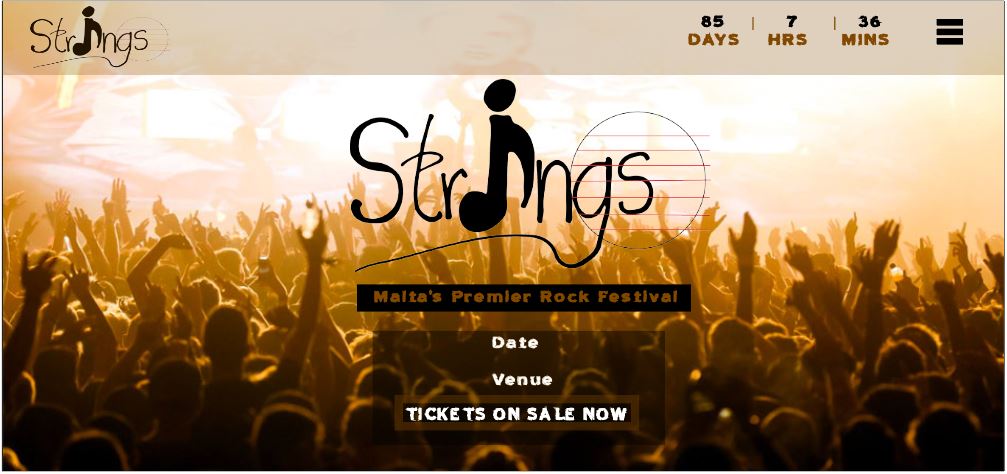 Strings
85 | 7 | 36
DAYS HRS MINS
Strings
Malta's Premier Rock Festival
Date
Venue
TICKETS ON SALE NOW